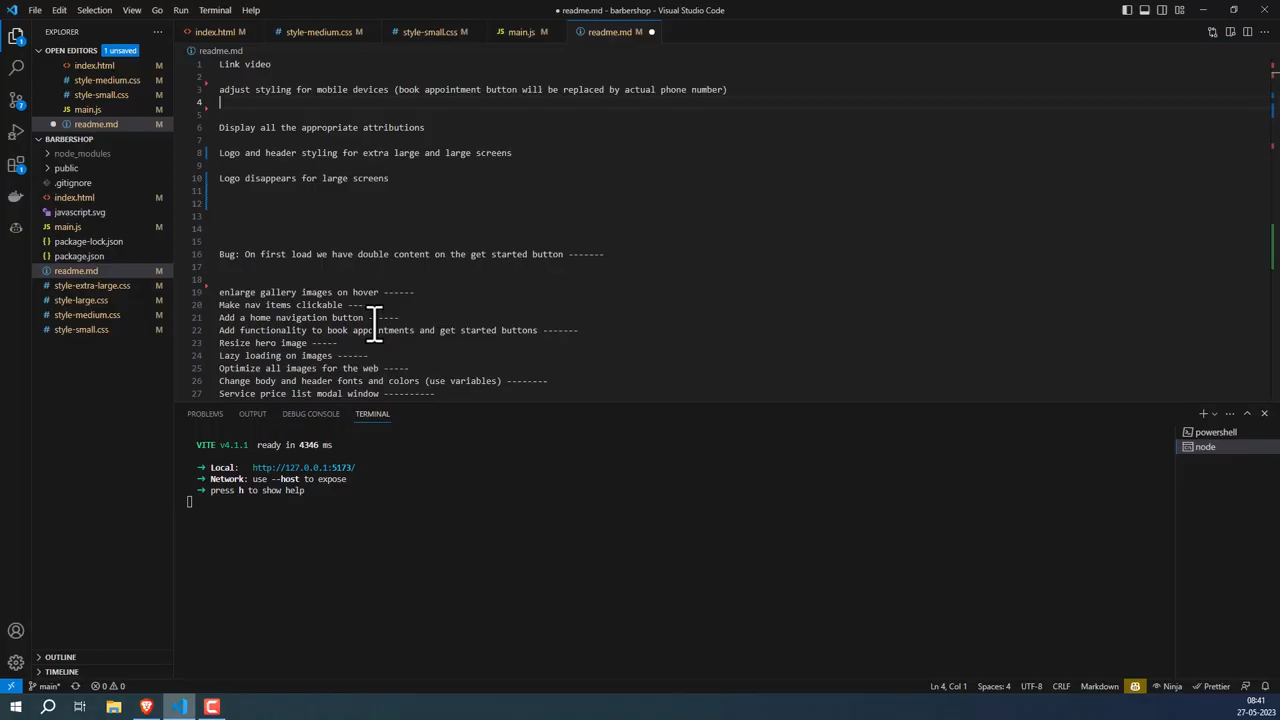 File Edit Selection View Go Run Terminal Help
● readme.md - barbershop - Visual Studio Code
EXPLORER
index.html M
style-medium.css M
style-small.css M
main.js M
readme.md M
OPEN EDITORS 1 unsaved
index.html M
style-medium.css M
style-small.css M
main.js M
readme.md M
BARBERSHOP
node_modules
public
.gitignore
index.html M
javascript.svg
main.js M
package-lock.json
package.json
readme.md M
style-extra-large.css M
style-large.css M
style-medium.css M
style-small.css M
OUTLINE
TIMELINE
readme.md
1 Link video
2
3 adjust styling for mobile devices (book appointment button will be replaced by actual phone number)
4
5
6 Display all the appropriate attributions
7
8 Logo and header styling for extra large and large screens
9
10 Logo disappears for large screens
11
12
13
14
15
16 Bug: On first load we have double content on the get started button -------
17
18
19 enlarge gallery images on hover ------
20 Make nav items clickable ---
21 Add a home navigation button ------
22 Add functionality to book appointments and get started buttons -------
23 Resize hero image -----
24 Lazy loading on images ------
25 Optimize all images for the web -----
26 Change body and header fonts and colors (use variables) --------
27 Service price list modal window ----------
PROBLEMS OUTPUT DEBUG CONSOLE TERMINAL
VITE v4.1.1 ready in 4346 ms
➜ Local: http://127.0.0.1:5173/
➜ Network: use --host to expose
➜ press h to show help
powershell
node
main* 0 0
Ln 4, Col 1 Spaces: 4 UTF-8 CRLF Markdown Ninja Prettier
08:41
27-05-2023